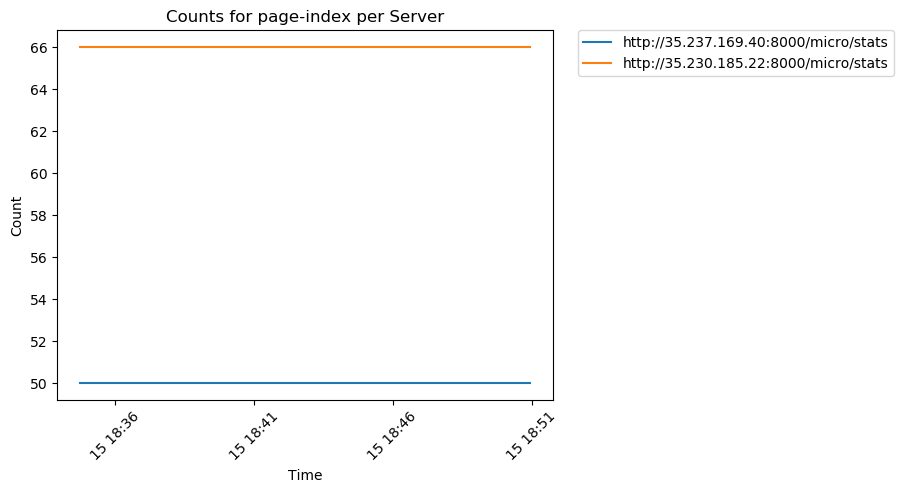 Counts for page-index per Server
http://35.237.169.40:8000/micro/stats
http://35.230.185.22:8000/micro/stats
66
64
62
60
58
56
54
52
50
Count
15 18:36
15 18:41
15 18:46
15 18:51
Time